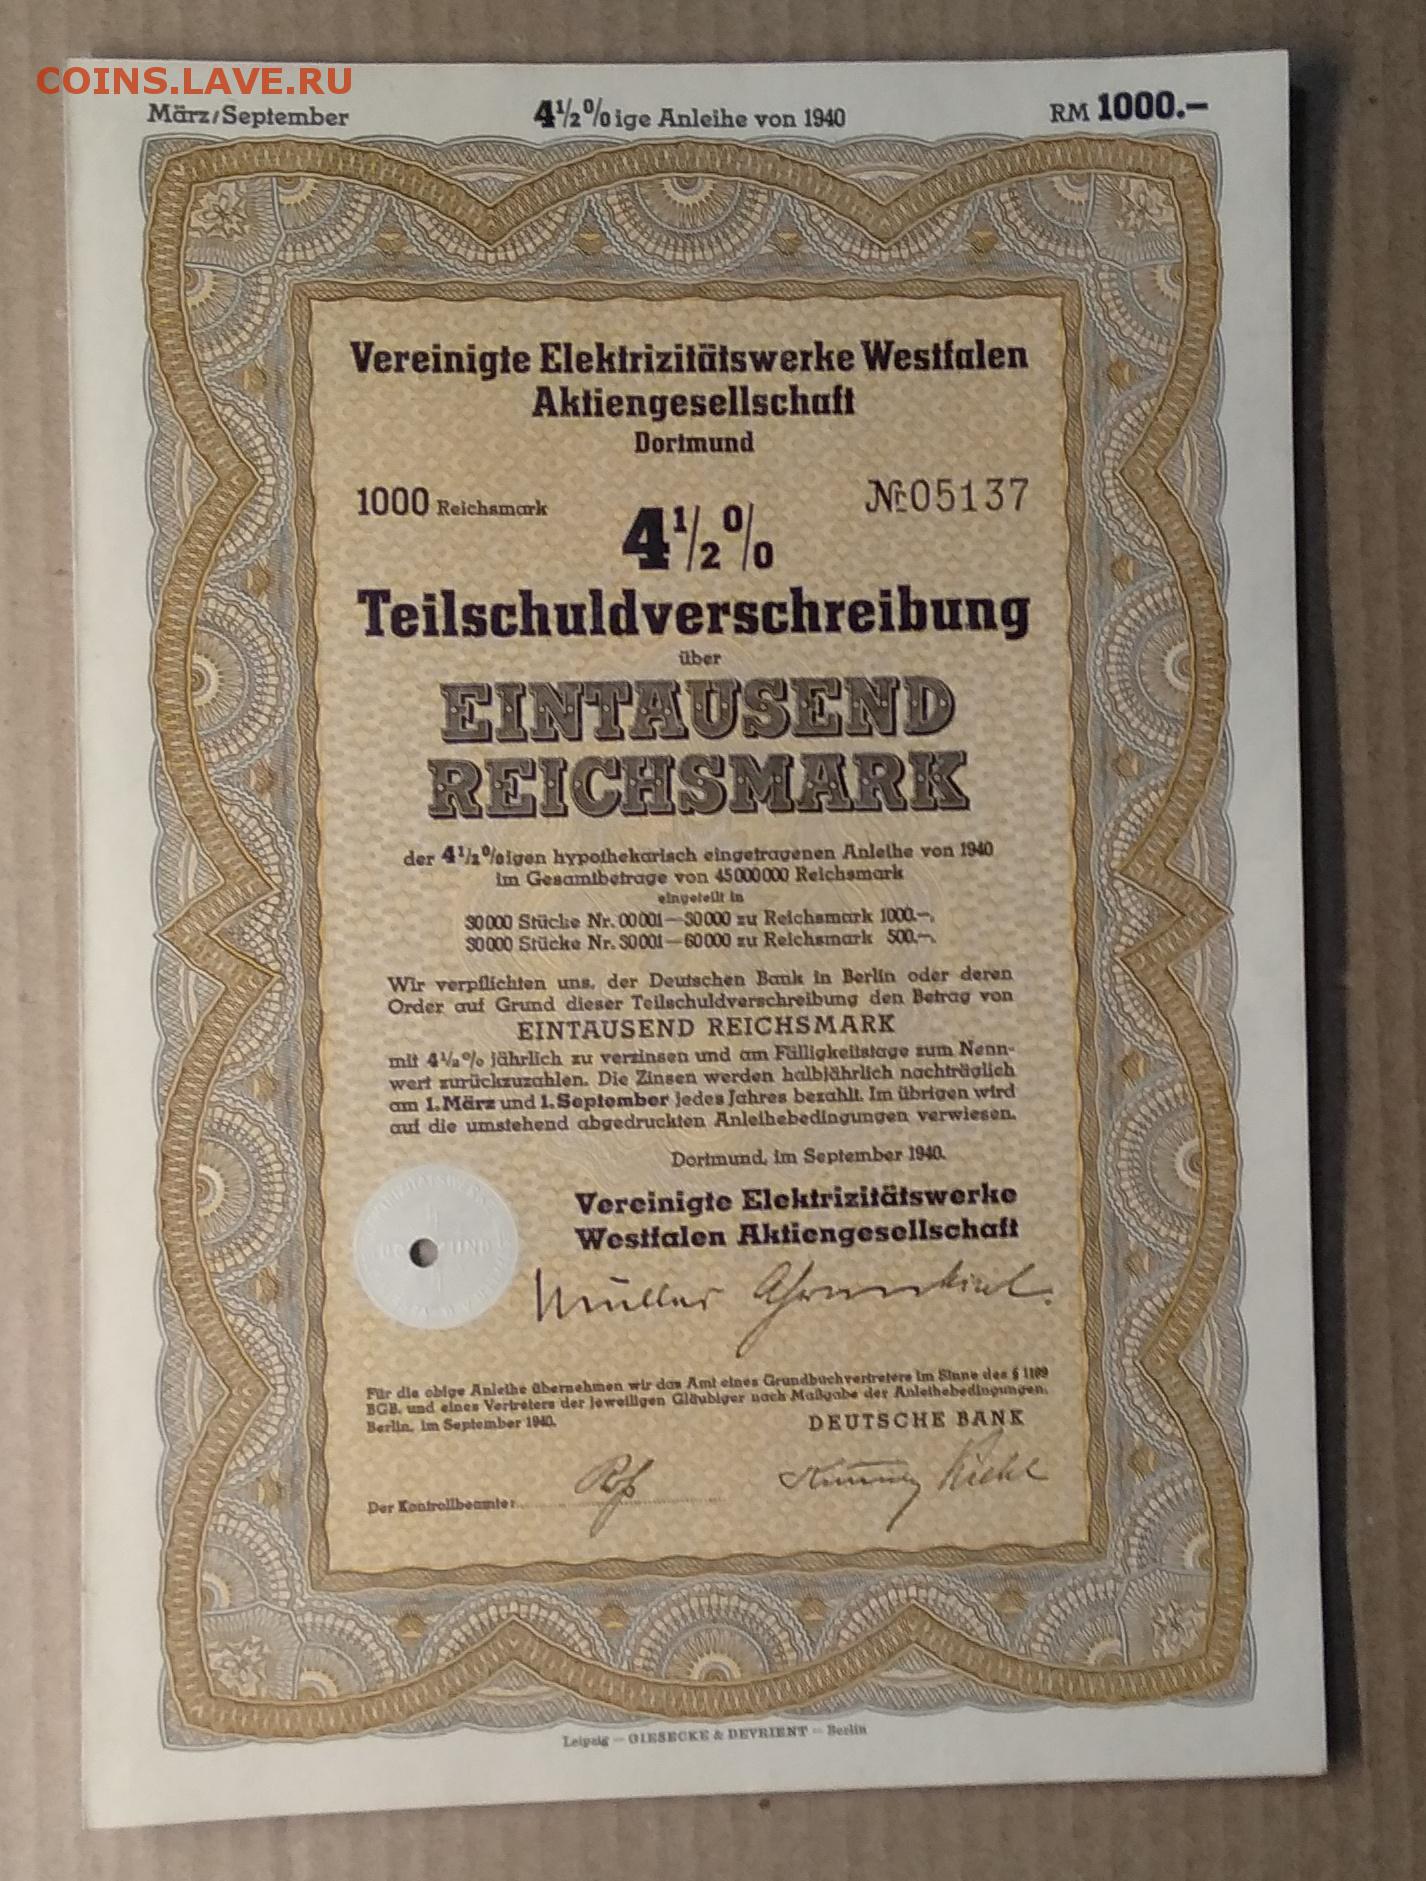 COINS.LAVE.RU
März/September 4½%ige Anleihe von 1940 RM 1000.–
Vereinigte Elektrizitätswerke Westfalen
Aktiengesellschaft
Dortmund
1000 Reichsmark № 05137
4½%
Teilschuldverschreibung
über
EINTAUSEND
REICHSMARK
der 4½%igen hypothekarisch eingetragenen Anleihe von 1940
im Gesamtbetrage von 45000000 Reichsmark
eingeteilt in
30000 Stücke Nr. 00001—30000 zu Reichsmark 1000.–,
30000 Stücke Nr. 30001—60000 zu Reichsmark 500.–,
Wir verpflichten uns, der Deutschen Bank in Berlin oder deren
Order auf Grund dieser Teilschuldverschreibung den Betrag von
EINTAUSEND REICHSMARK
mit 4½% jährlich zu verzinsen und am Fälligkeitstage zum Nenn-
wert zurückzuzahlen. Die Zinsen werden halbjährlich nachträglich
am 1. März und 1. September jedes Jahres bezahlt. Im übrigen wird
auf die umstehend abgedruckten Anleihebedingungen verwiesen.
Dortmund, im September 1940.
Vereinigte Elektrizitätswerke
Westfalen Aktiengesellschaft
Müller
Für die obige Anleihe übernehmen wir das Amt eines Grundbuchvertreters im Sinne des § 1189
BGB. und eines Vertreters der jeweiligen Gläubiger nach Maßgabe der Anleihebedingungen.
Berlin, im September 1940.
DEUTSCHE BANK
Der Kontrollbeamte:
Leipzig — GIESECKE & DEVRIENT — Berlin